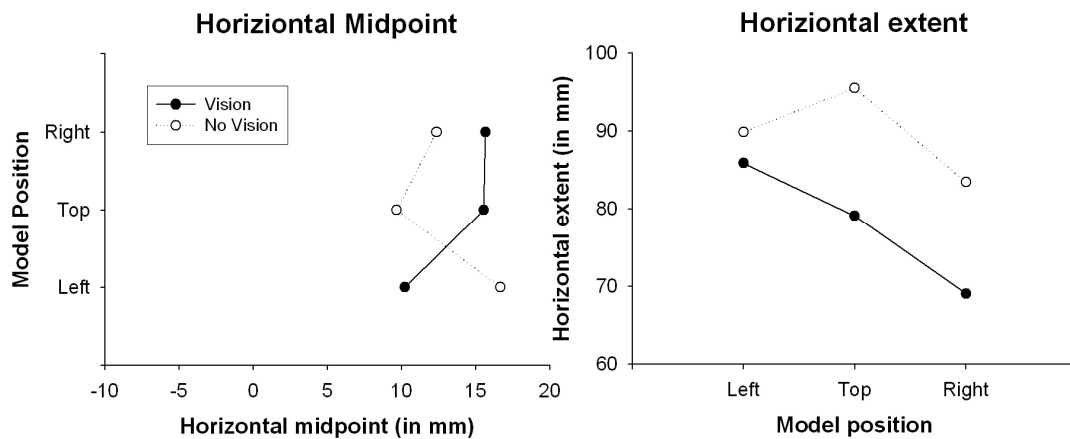 Horiziontal Midpoint
Vision
No Vision
Model Position
Right
Top
Left
-10 -5 0 5 10 15 20
Horizontal midpoint (in mm)
Horiziontal extent
Horizontal extent (in mm)
100
90
80
70
60
Left Top Right
Model position